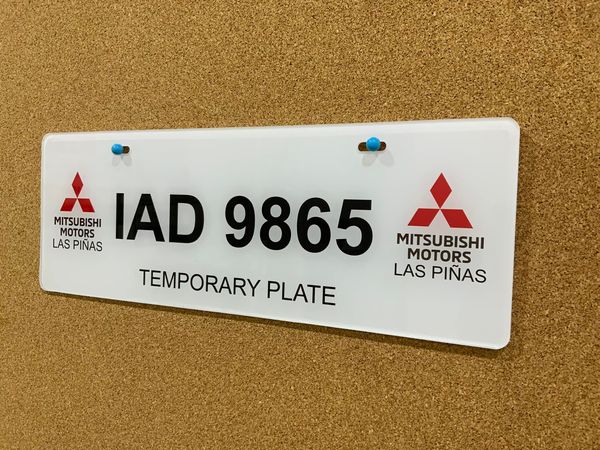 MITSUBISHI
MOTORS
LAS PIÑAS
IAD 9865
TEMPORARY PLATE
MITSUBISHI
MOTORS
LAS PIÑAS